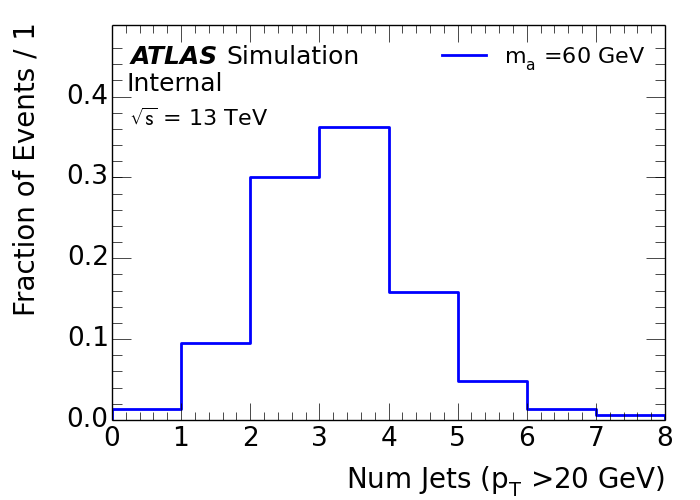 Fraction of Events / 1
ATLAS Simulation
Internal
√s = 13 TeV
mₐ =60 GeV
0.4
0.3
0.2
0.1
0.0
0 1 2 3 4 5 6 7 8
Num Jets (p_T >20 GeV)